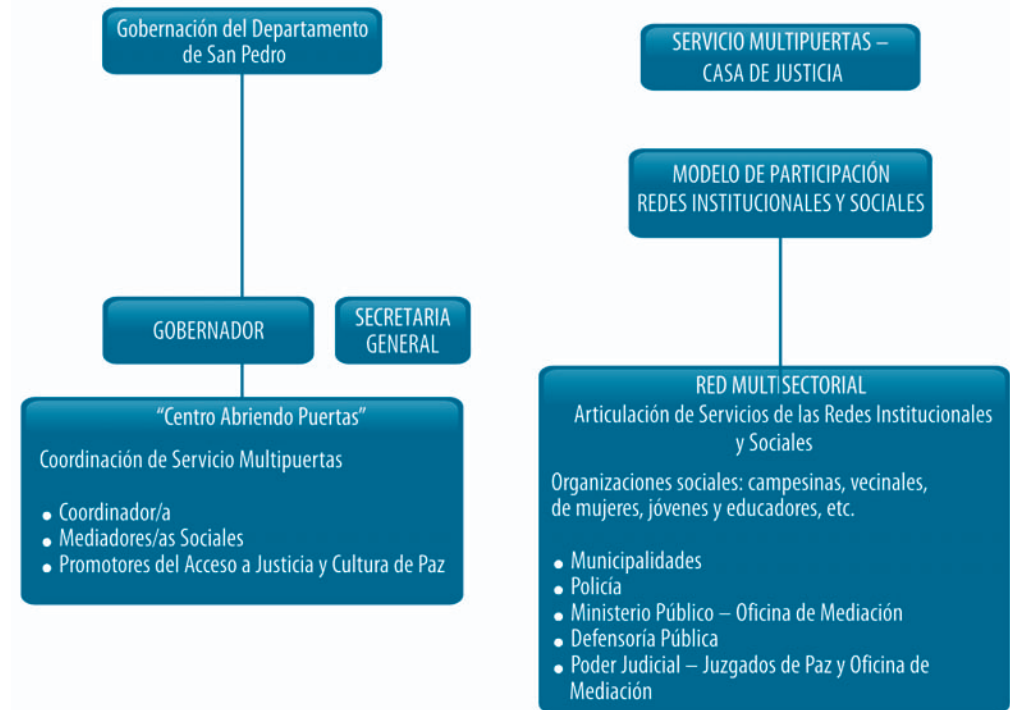 Gobernación del Departamento
de San Pedro
GOBERNADOR
SECRETARIA
GENERAL
“Centro Abriendo Puertas”
Coordinación de Servicio Multipuertas
• Coordinador/a
• Mediadores/as Sociales
• Promotores del Acceso a Justicia y Cultura de Paz
SERVICIO MULTIPUERTAS –
CASA DE JUSTICIA
MODELO DE PARTICIPACIÓN
REDES INSTITUCIONALES Y SOCIALES
RED MULTISECTORIAL
Articulación de Servicios de las Redes Institucionales
y Sociales
Organizaciones sociales: campesinas, vecinales,
de mujeres, jóvenes y educadores, etc.
• Municipalidades
• Policía
• Ministerio Público – Oficina de Mediación
• Defensoría Pública
• Poder Judicial – Juzgados de Paz y Oficina de
Mediación